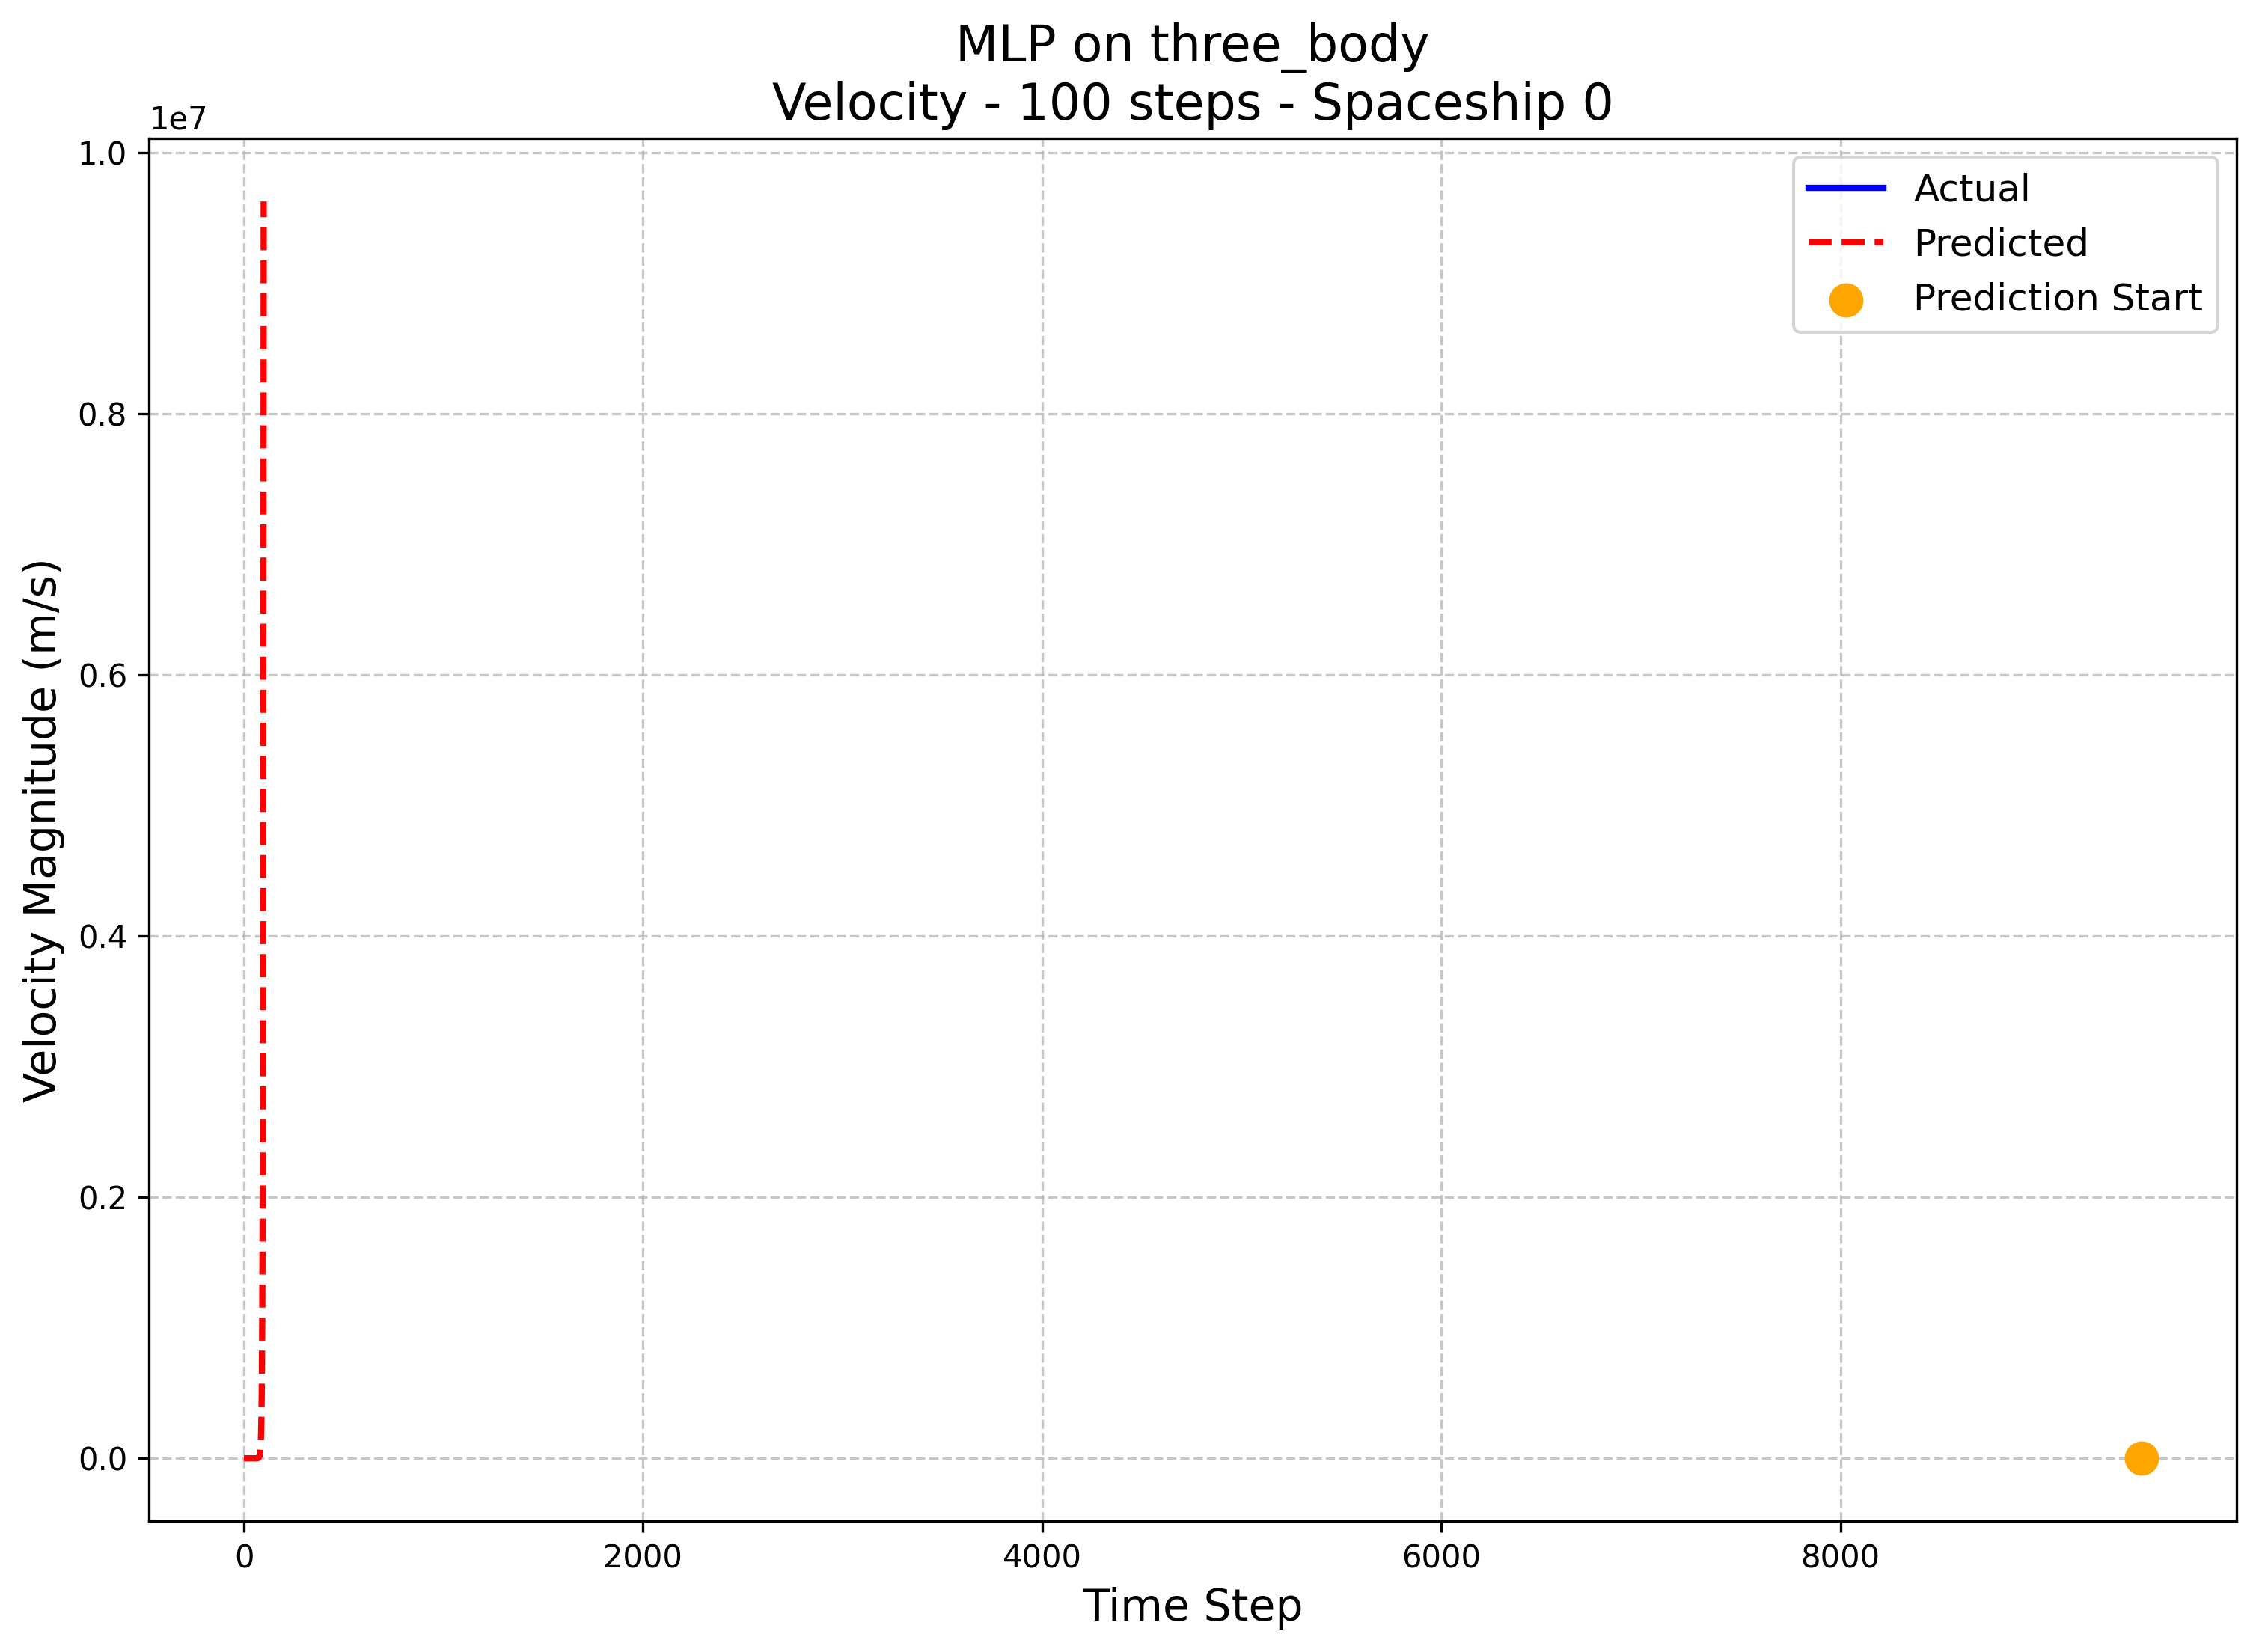 MLP on three_body
Velocity - 100 steps - Spaceship 0
1e7
1.0
0.8
0.6
0.4
0.2
0.0
Velocity Magnitude (m/s)
Actual
Predicted
Prediction Start
0 2000 4000 6000 8000
Time Step